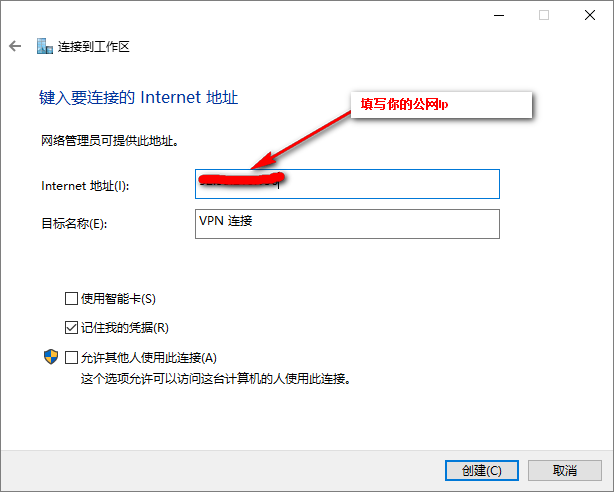 连接到工作区
键入要连接的 Internet 地址
填写你的公网Ip
网络管理员可提供此地址。
Internet 地址(I):
目标名称(E):
VPN 连接
使用智能卡(S)
记住我的凭据(R)
允许其他人使用此连接(A)
这个选项允许可以访问这台计算机的人使用此连接。
创建(C)
取消